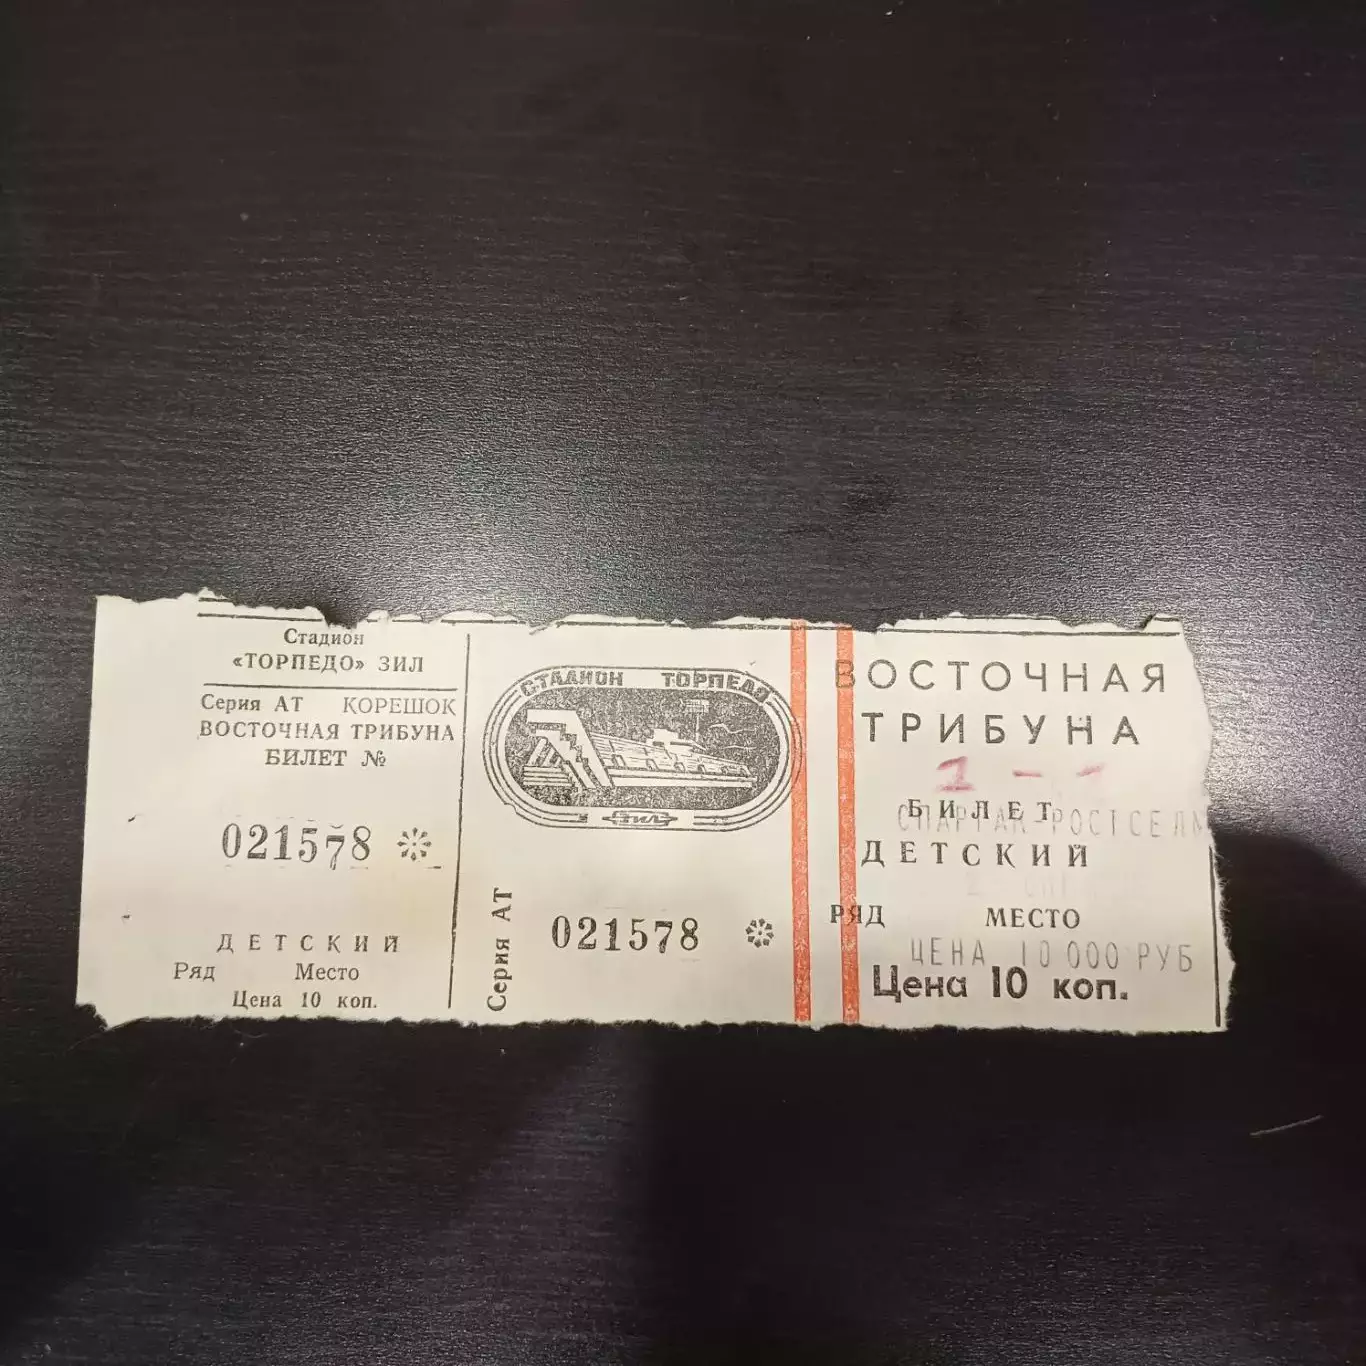 Стадион
«ТОРПЕДО» ЗИЛ
Серия АТ КОРЕШОК
ВОСТОЧНАЯ ТРИБУНА
БИЛЕТ №
021578
ДЕТСКИЙ
Ряд Место
Цена 10 коп.
СТАДИОН ТОРПЕДО
ЗИЛ
Серия АТ
021578
ВОСТОЧНАЯ
ТРИБУНА
1 - 1
БИЛЕТ
СПАРТАК РОСТСЕЛМ
ДЕТСКИЙ
РЯД МЕСТО
ЦЕНА 10 000 РУБ
Цена 10 коп.